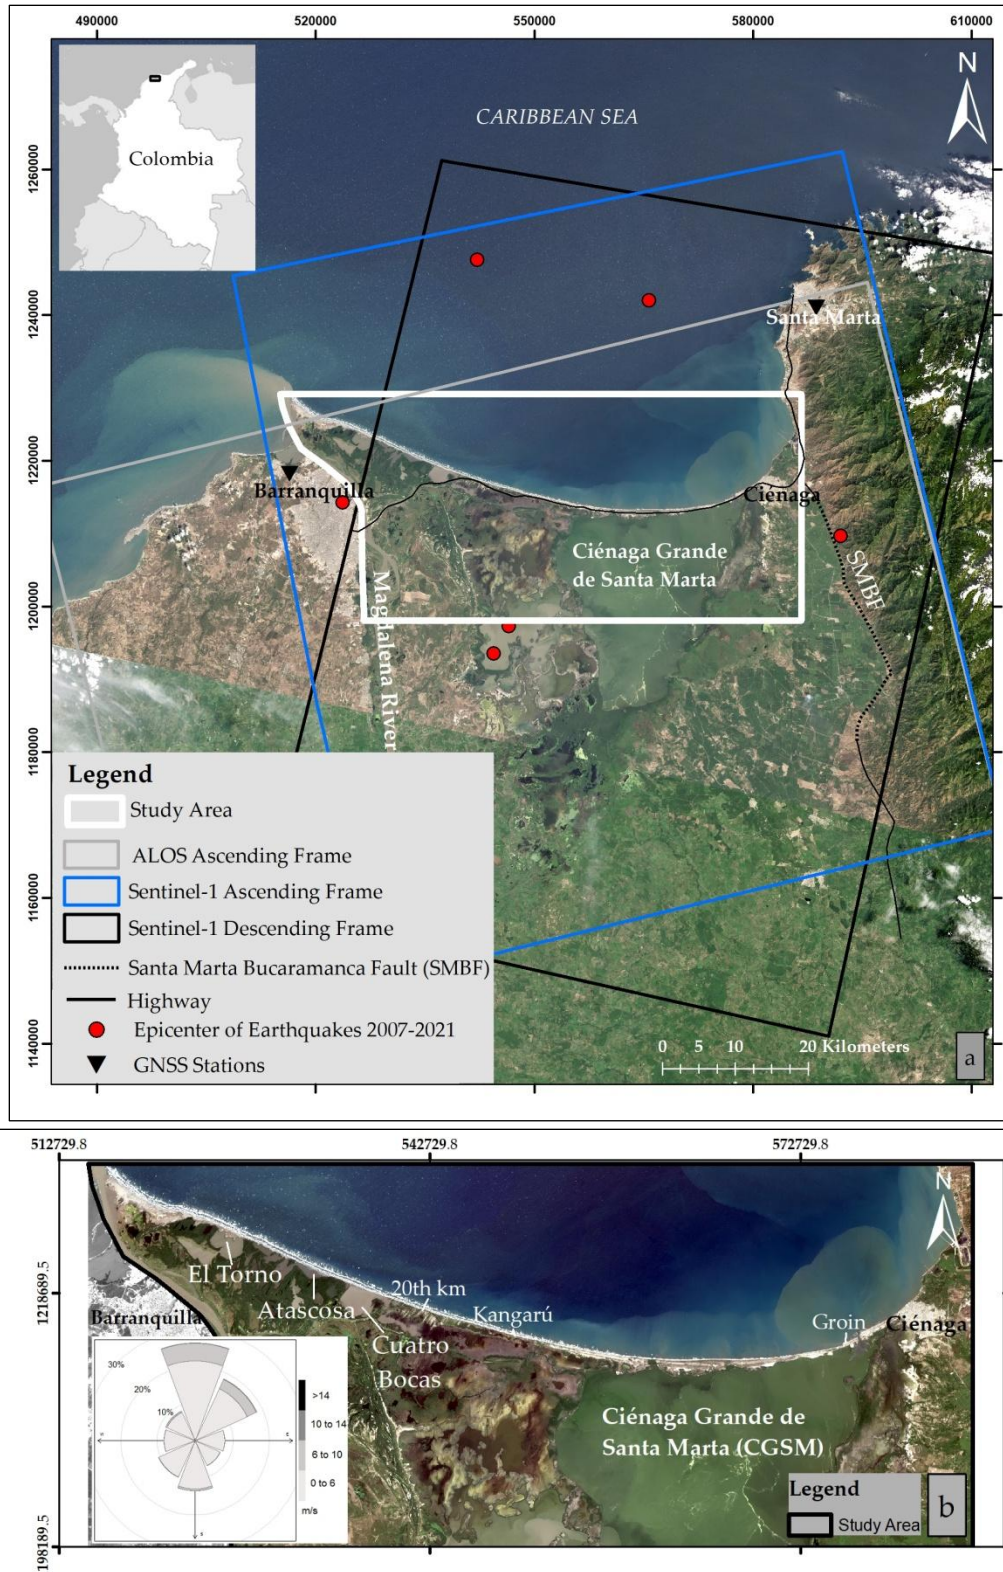 490000
520000
550000
580000
610000
N
CARIBBEAN SEA
Colombia
1260000
1240000
1220000
1200000
1180000
1160000
1140000
Santa Marta
Barranquilla
Ciénaga
Ciénaga Grande
de Santa Marta
SMBF
Magdalena River
Legend
Study Area
ALOS Ascending Frame
Sentinel-1 Ascending Frame
Sentinel-1 Descending Frame
Santa Marta Bucaramanca Fault (SMBF)
Highway
Epicenter of Earthquakes 2007-2021
GNSS Stations
0 5 10 20 Kilometers
a
512729.8
542729.8
572729.8
N
1218689.5
198189.5
El Torno
Atascosa
20th km
Kangarú
Cuatro
Bocas
Groin
Ciénaga
Barranquilla
30%
20%
10%
>14
10 to 14
6 to 10
0 to 6
m/s
Ciénaga Grande de
Santa Marta (CGSM)
Legend
Study Area
b